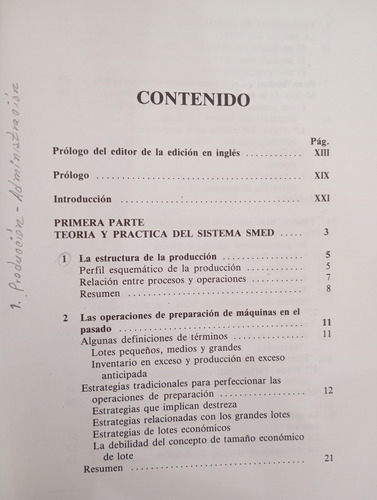 CONTENIDO
Pág.
Prólogo del editor de la edición en inglés ............ XIII
Prólogo ............ XIX
Introducción ............ XXI
PRIMERA PARTE
TEORIA Y PRACTICA DEL SISTEMA SMED ..... 3
1 La estructura de la producción ............ 5
Perfil esquemático de la producción ............ 5
Relación entre procesos y operaciones ............ 7
Resumen ............ 8
2 Las operaciones de preparación de máquinas en el
pasado ............ 11
Algunas definiciones de términos ............ 11
Lotes pequeños, medios y grandes
Inventario en exceso y producción en exceso
anticipada
Estrategias tradicionales para perfeccionar las
operaciones de preparación ............ 12
Estrategias que implican destreza
Estrategias relacionadas con los grandes lotes
Estrategias de lotes económicos
La debilidad del concepto de tamaño económico
de lote
Resumen ............ 21
1. Producción - Administración